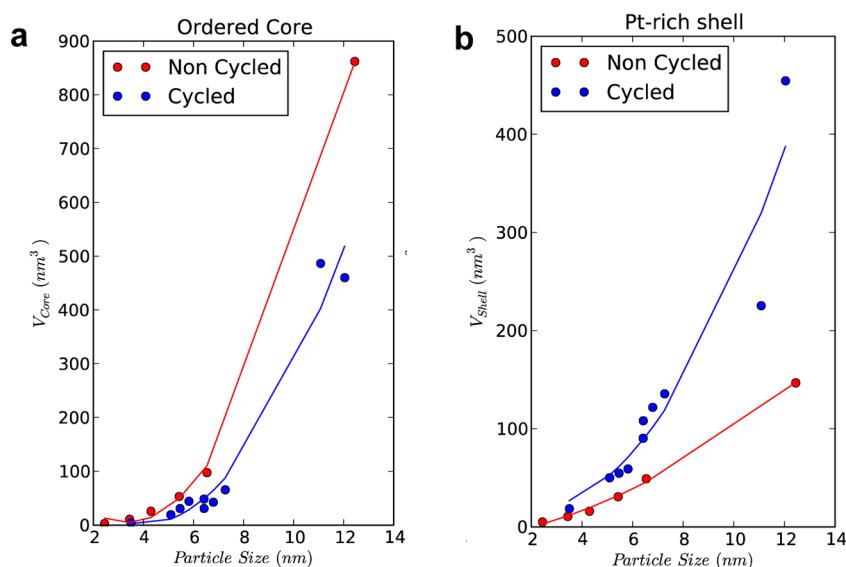 a
Ordered Core
900
800
700
600
500
400
300
200
100
0
V_Core (nm^3)
Non Cycled
Cycled
2 4 6 8 10 12 14
Particle Size (nm)
b
Pt-rich shell
500
400
300
200
100
0
V_Shell (nm^3)
Non Cycled
Cycled
2 4 6 8 10 12 14
Particle Size (nm)